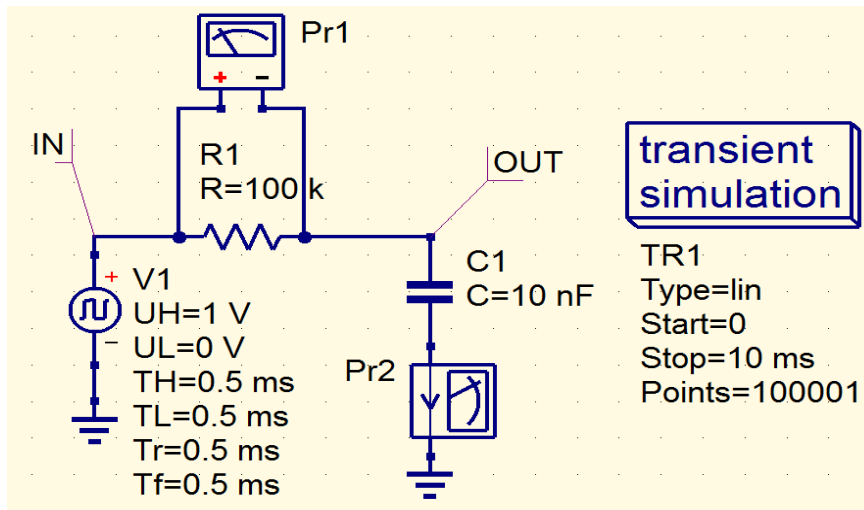 Pr1
+ −
IN
R1
R=100 k
OUT
transient
simulation
+
V1
UH=1 V
−
UL=0 V
TH=0.5 ms
TL=0.5 ms
Tr=0.5 ms
Tf=0.5 ms
C1
C=10 nF
Pr2
TR1
Type=lin
Start=0
Stop=10 ms
Points=100001